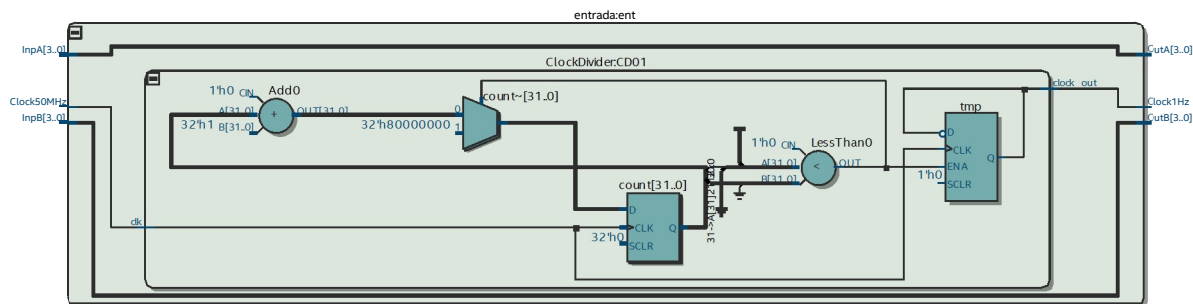 entrada:ent
InpA[3..0]
OutA[3..0]
ClockDivider:CD01
1'h0 CIN
Add0
A[31..0]
OUT[31..0]
32'h1
B[31..0]
count~[31..0]
0
32'h80000000
1
clock_out
Clock50MHz
Clock1Hz
InpB[3..0]
OutB[3..0]
tmp
D
CLK
ENA
Q
1'h0
SCLR
1'h0 CIN
LessThan0
A[31..0]
OUT
B[31..0]
+
<
count[31..0]
D
CLK
Q
32'h0
SCLR
clk